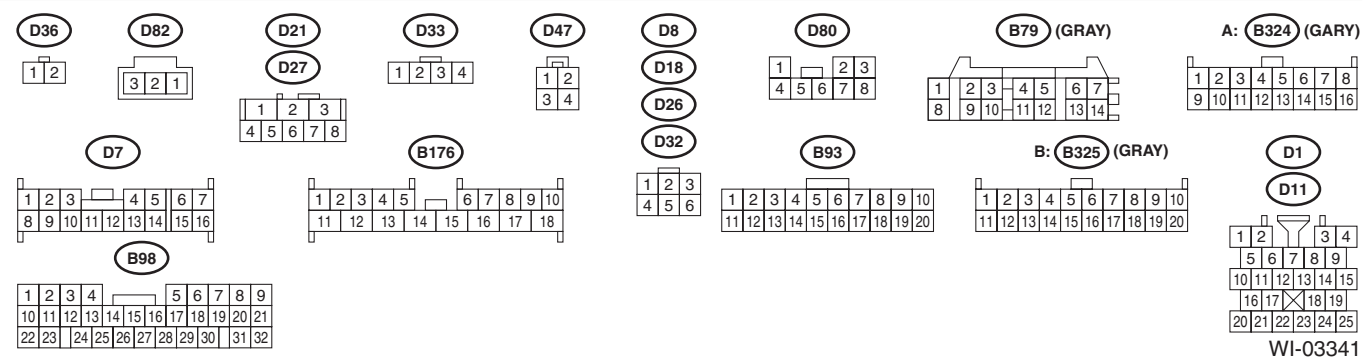 D36 D82 D21 D33 D47 D8 D80 B79 (GRAY) A: B324 (GARY)
D27 D18
D26
D32
1 2
3 2 1
1 2 3
4 5 6 7 8
1 2 3 4
1 2
3 4
1 2 3
4 5 6 7 8
1 2 3 4 5 6 7
8 9 10 11 12 13 14
1 2 3 4 5 6 7 8
9 10 11 12 13 14 15 16
D7 B176 B93 B: B325 (GRAY) D1
D11
1 2 3 4 5 6 7
8 9 10 11 12 13 14 15 16
1 2 3 4 5 6 7 8 9 10
11 12 13 14 15 16 17 18
1 2 3
4 5 6
1 2 3 4 5 6 7 8 9 10
11 12 13 14 15 16 17 18 19 20
1 2 3 4 5 6 7 8 9 10
11 12 13 14 15 16 17 18 19 20
1 2 3 4
5 6 7 8 9
10 11 12 13 14 15
16 17 18 19
20 21 22 23 24 25
B98
1 2 3 4 5 6 7 8 9
10 11 12 13 14 15 16 17 18 19 20 21
22 23 24 25 26 27 28 29 30 31 32
WI-03341